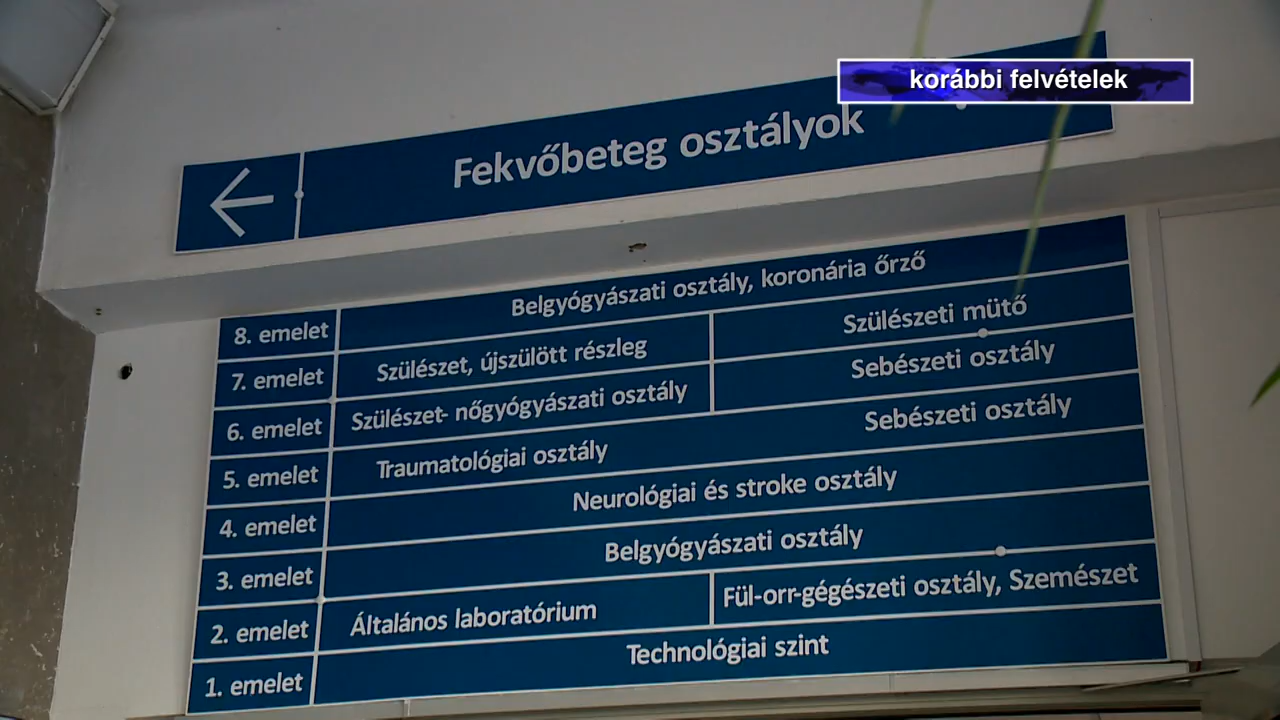 korábbi felvételek
Fekvőbeteg osztályok
8. emelet Belgyógyászati osztály, koronária őrző
7. emelet Szülészet, újszülött részleg Szülészeti műtő
6. emelet Szülészet- nőgyógyászati osztály Sebészeti osztály
5. emelet Traumatológiai osztály Sebészeti osztály
4. emelet Neurológiai és stroke osztály
3. emelet Belgyógyászati osztály
2. emelet Általános laboratórium Fül-orr-gégészeti osztály, Szemészet
1. emelet Technológiai szint